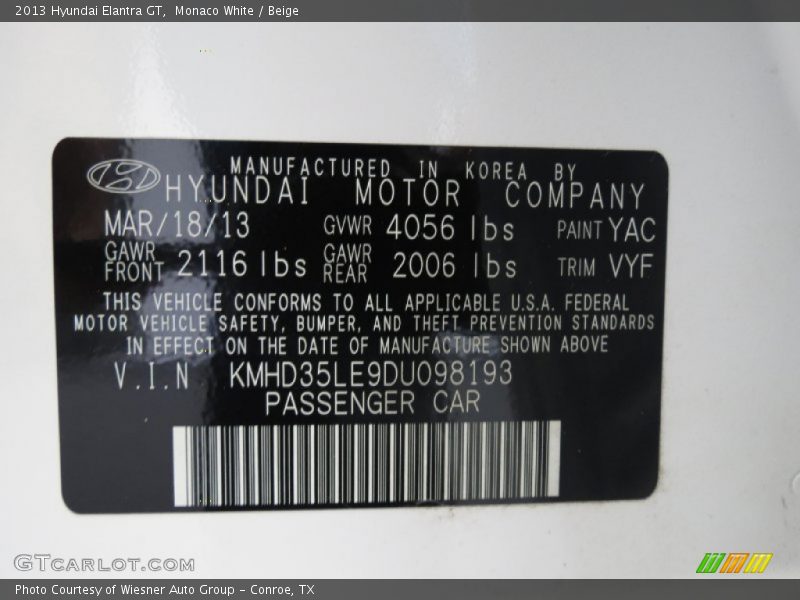 2013 Hyundai Elantra GT, Monaco White / Beige
MANUFACTURED IN KOREA BY
HYUNDAI MOTOR COMPANY
MAR/18/13 GVWR 4056 lbs PAINT YAC
GAWR FRONT 2116 lbs GAWR REAR 2006 lbs TRIM VYF
THIS VEHICLE CONFORMS TO ALL APPLICABLE U.S.A. FEDERAL
MOTOR VEHICLE SAFETY, BUMPER, AND THEFT PREVENTION STANDARDS
IN EFFECT ON THE DATE OF MANUFACTURE SHOWN ABOVE
V.I.N KMHD35LE9DU098193
PASSENGER CAR
GTCARLOT.COM
Photo Courtesy of Wiesner Auto Group - Conroe, TX